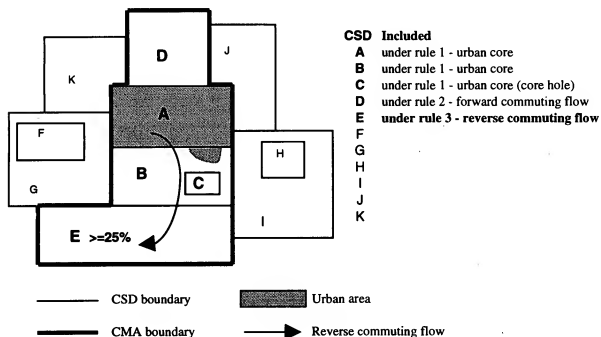 D
J
K
A
F
H
B
C
G
I
E >=25%
CSD Included
A under rule 1 - urban core
B under rule 1 - urban core
C under rule 1 - urban core (core hole)
D under rule 2 - forward commuting flow
E under rule 3 - reverse commuting flow
F
G
H
I
J
K
CSD boundary
Urban area
CMA boundary
Reverse commuting flow